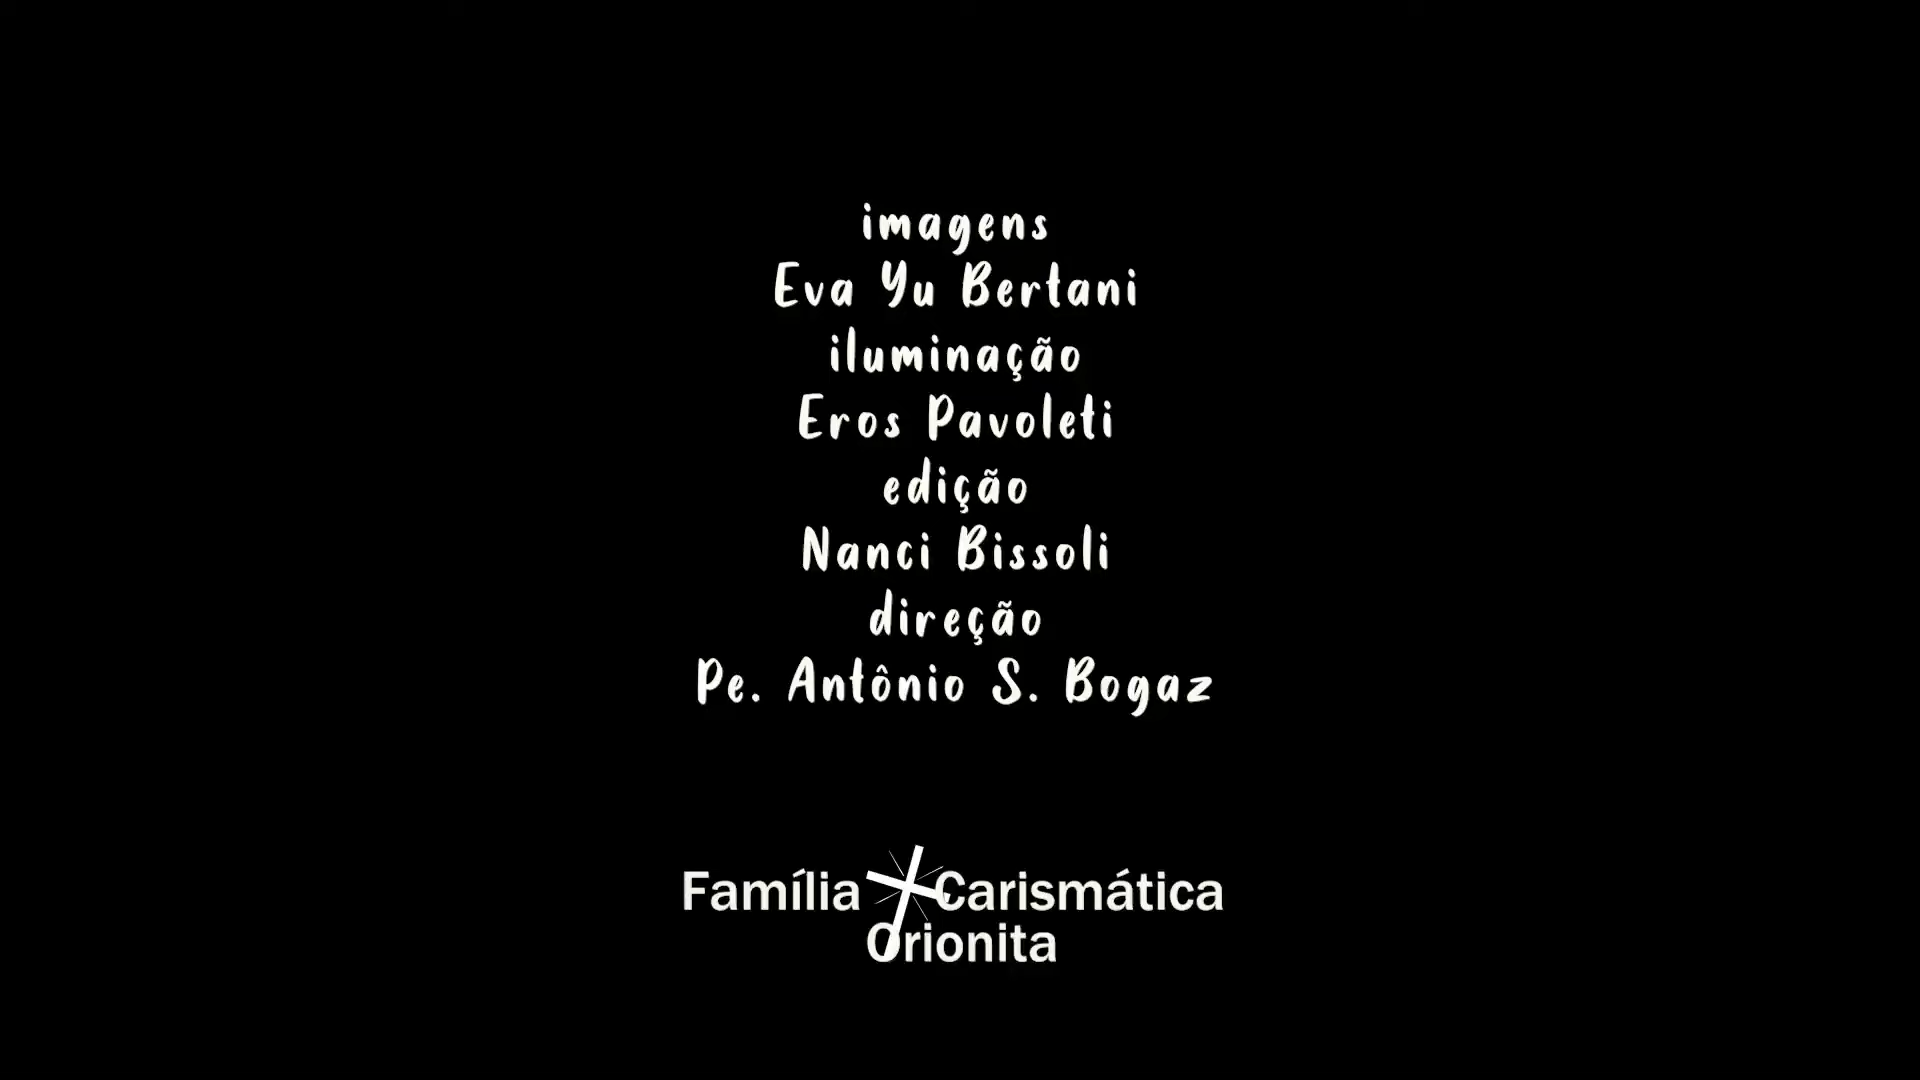 imagens
Eva Yu Bertani
iluminação
Eros Pavoleti
edição
Nanci Bissoli
direção
Pe. Antônio S. Bogaz
Família Carismática
Orionita